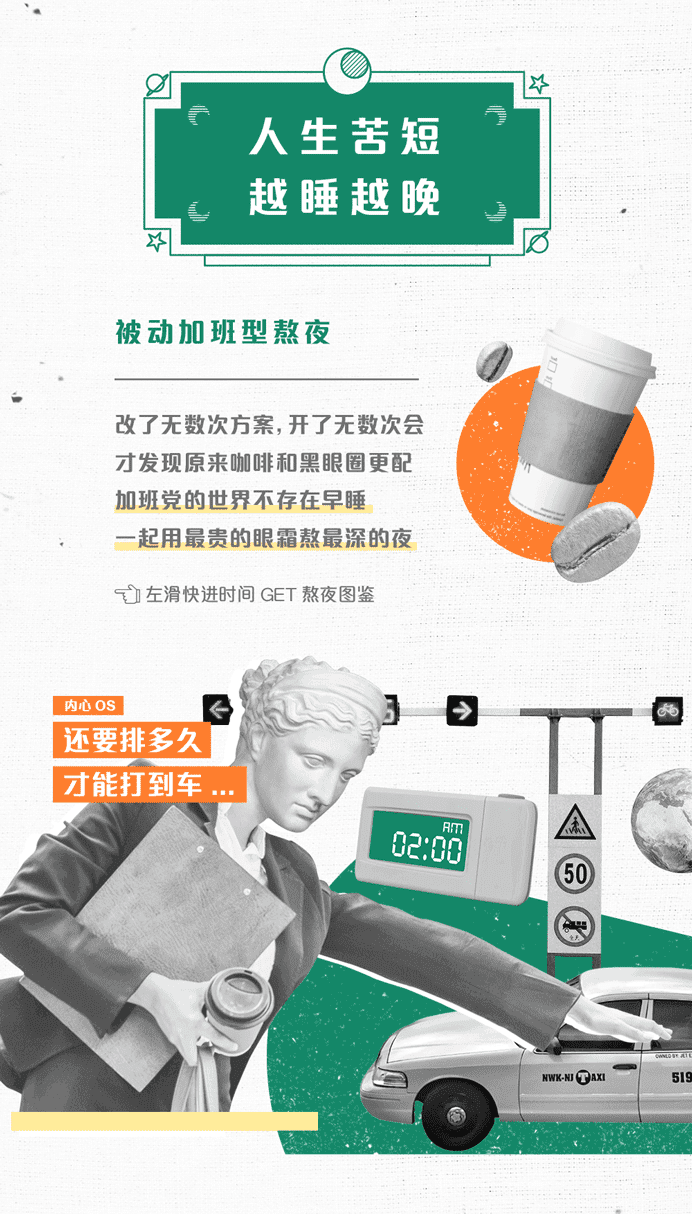 人生苦短
越睡越晚
被动加班型熬夜
改了无数次方案，开了无数次会
才发现原来咖啡和黑眼圈更配
加班党的世界不存在早睡
一起用最贵的眼霜熬最深的夜
左滑快进时间 GET 熬夜图鉴
内心 OS
还要排多久
才能打到车 ...
AM
02:00
50
NWK-NJ TAXI
519